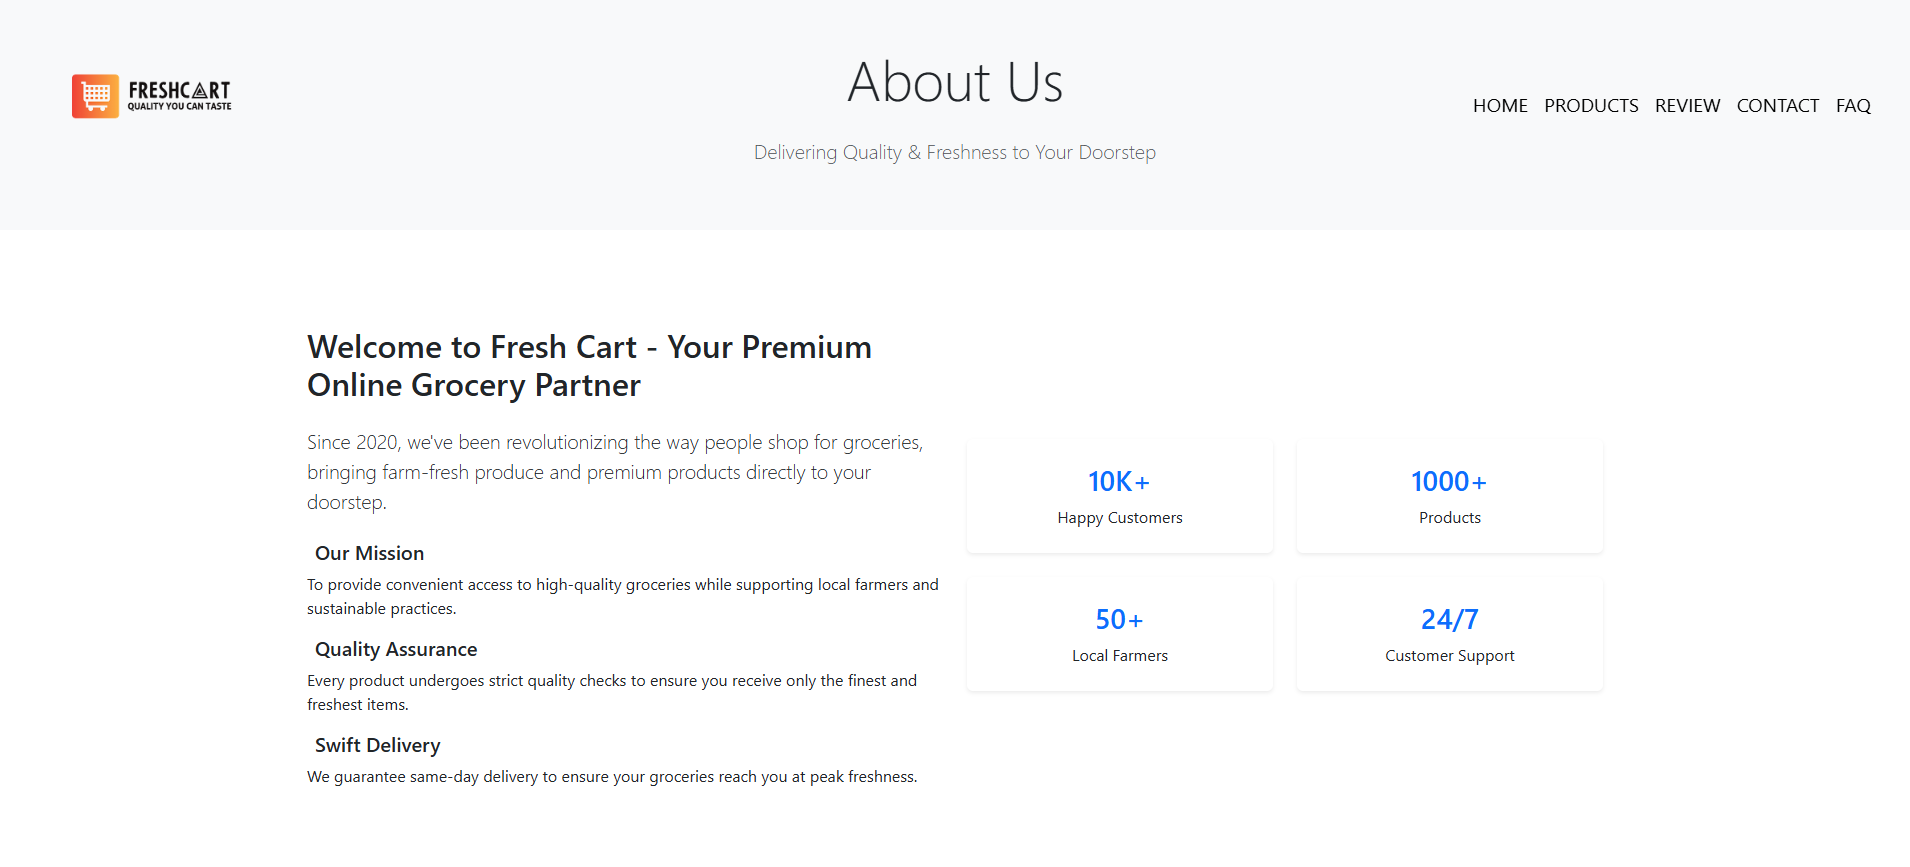 FRESHCART
QUALITY YOU CAN TASTE
About Us
Delivering Quality & Freshness to Your Doorstep
HOME PRODUCTS REVIEW CONTACT FAQ
Welcome to Fresh Cart - Your Premium
Online Grocery Partner
Since 2020, we've been revolutionizing the way people shop for groceries,
bringing farm-fresh produce and premium products directly to your
doorstep.
Our Mission
To provide convenient access to high-quality groceries while supporting local farmers and
sustainable practices.
Quality Assurance
Every product undergoes strict quality checks to ensure you receive only the finest and
freshest items.
Swift Delivery
We guarantee same-day delivery to ensure your groceries reach you at peak freshness.
10K+
Happy Customers
1000+
Products
50+
Local Farmers
24/7
Customer Support